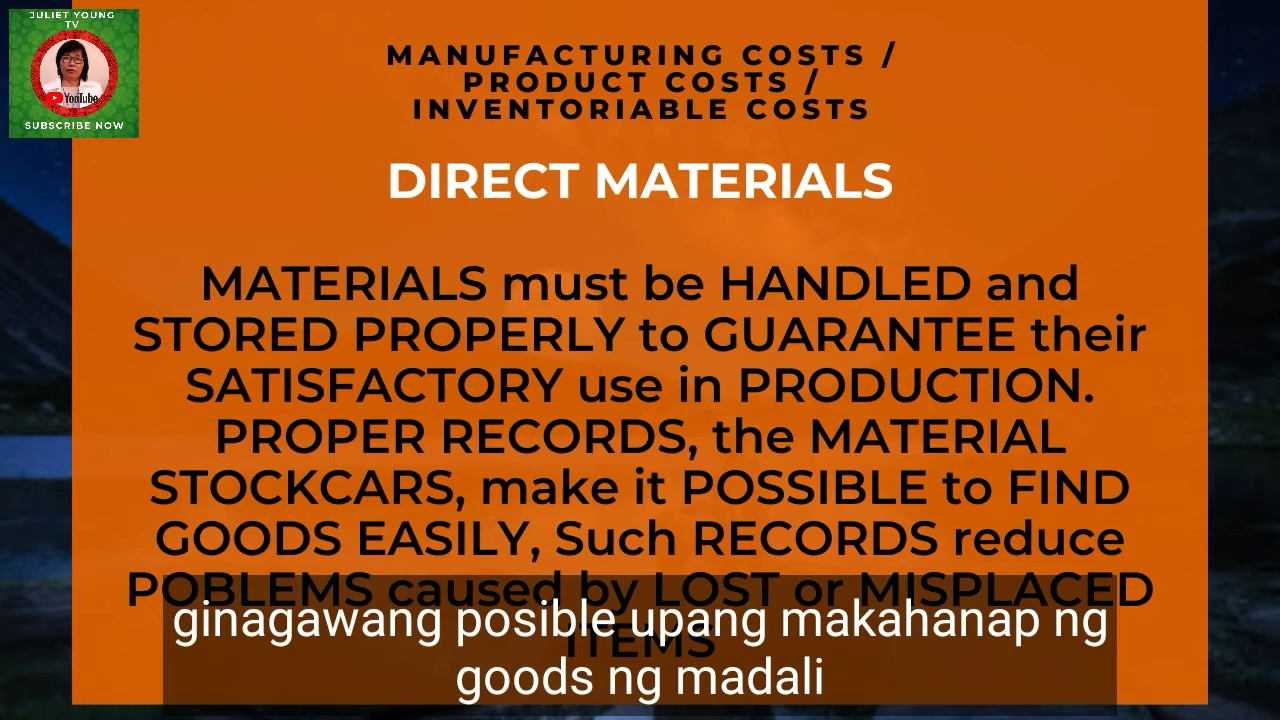 JULIET YOUNG
TV
YouTube
SUBSCRIBE NOW
MANUFACTURING COSTS /
PRODUCT COSTS /
INVENTORIABLE COSTS
DIRECT MATERIALS
MATERIALS must be HANDLED and
STORED PROPERLY to GUARANTEE their
SATISFACTORY use in PRODUCTION.
PROPER RECORDS, the MATERIAL
STOCKCARS, make it POSSIBLE to FIND
GOODS EASILY, Such RECORDS reduce
POBLEMS caused by LOST or MISPLACED
ITEMS
ginagawang posible upang makahanap ng
goods ng madali